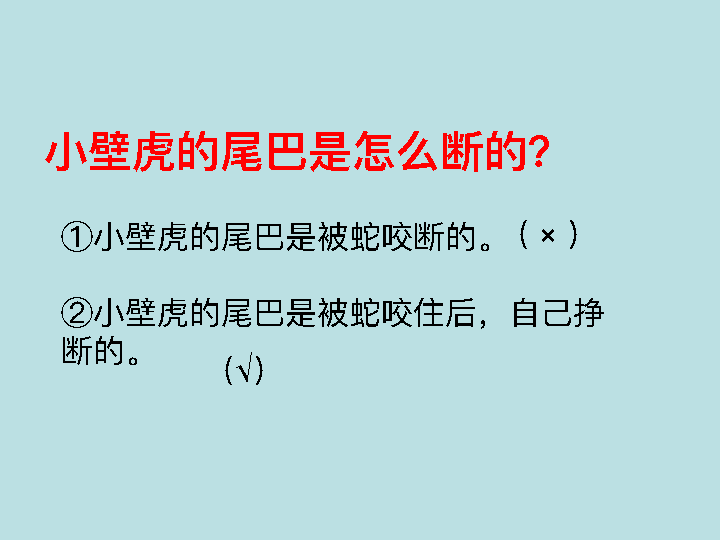 小壁虎的尾巴是怎么断的?
①小壁虎的尾巴是被蛇咬断的。（ × ）
②小壁虎的尾巴是被蛇咬住后，自己挣
断的。
(√)